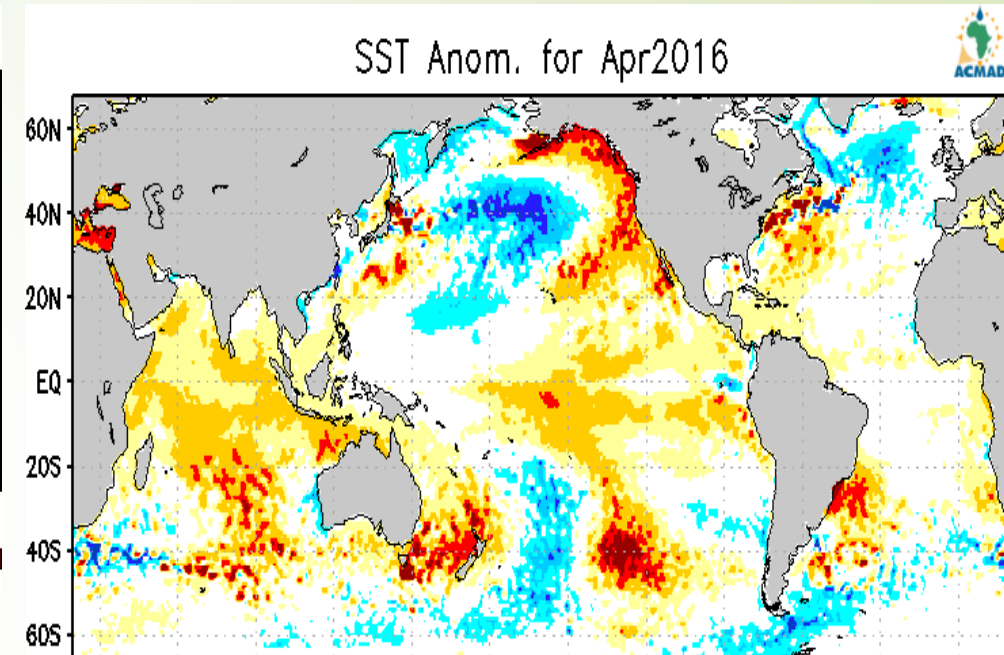 SST Anom. for Apr2016
ACMAD
60N
40N
20N
EQ
20S
40S
60S